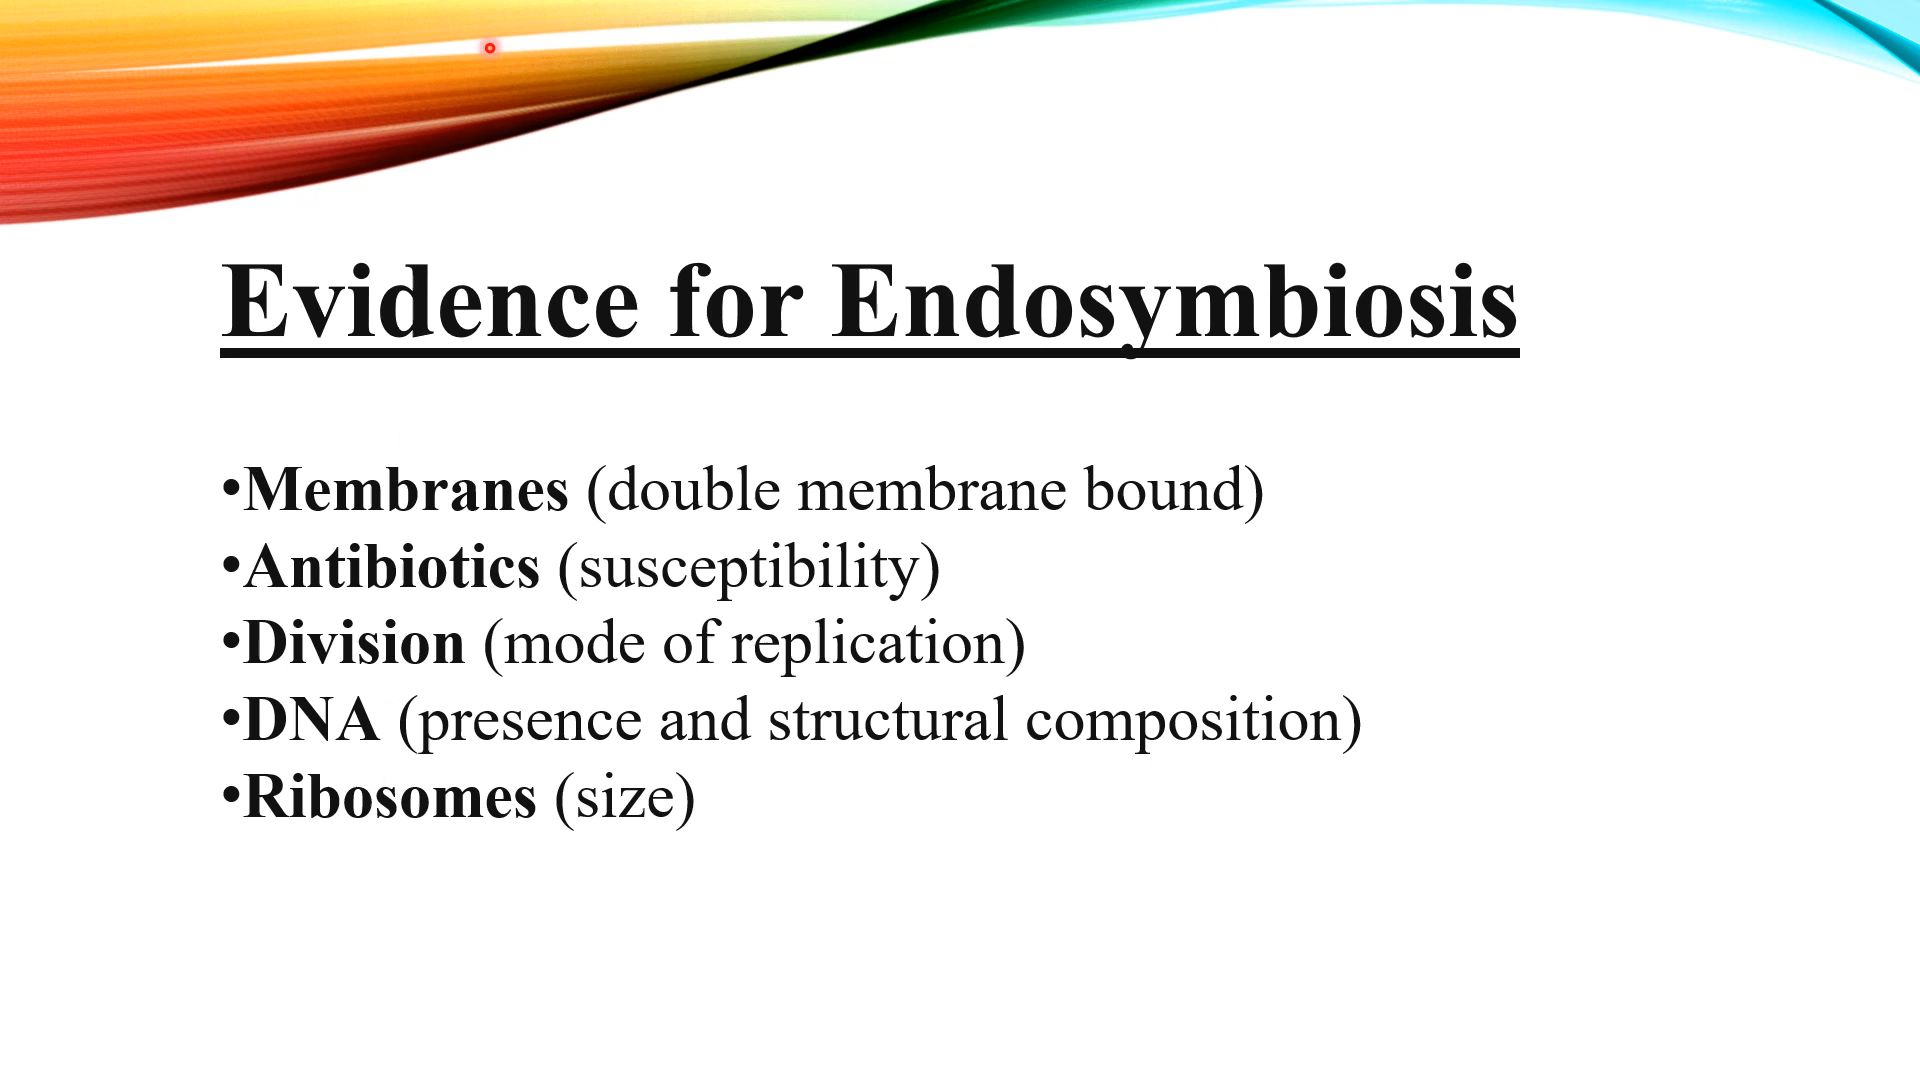 Evidence for Endosymbiosis
•Membranes (double membrane bound)
•Antibiotics (susceptibility)
•Division (mode of replication)
•DNA (presence and structural composition)
•Ribosomes (size)